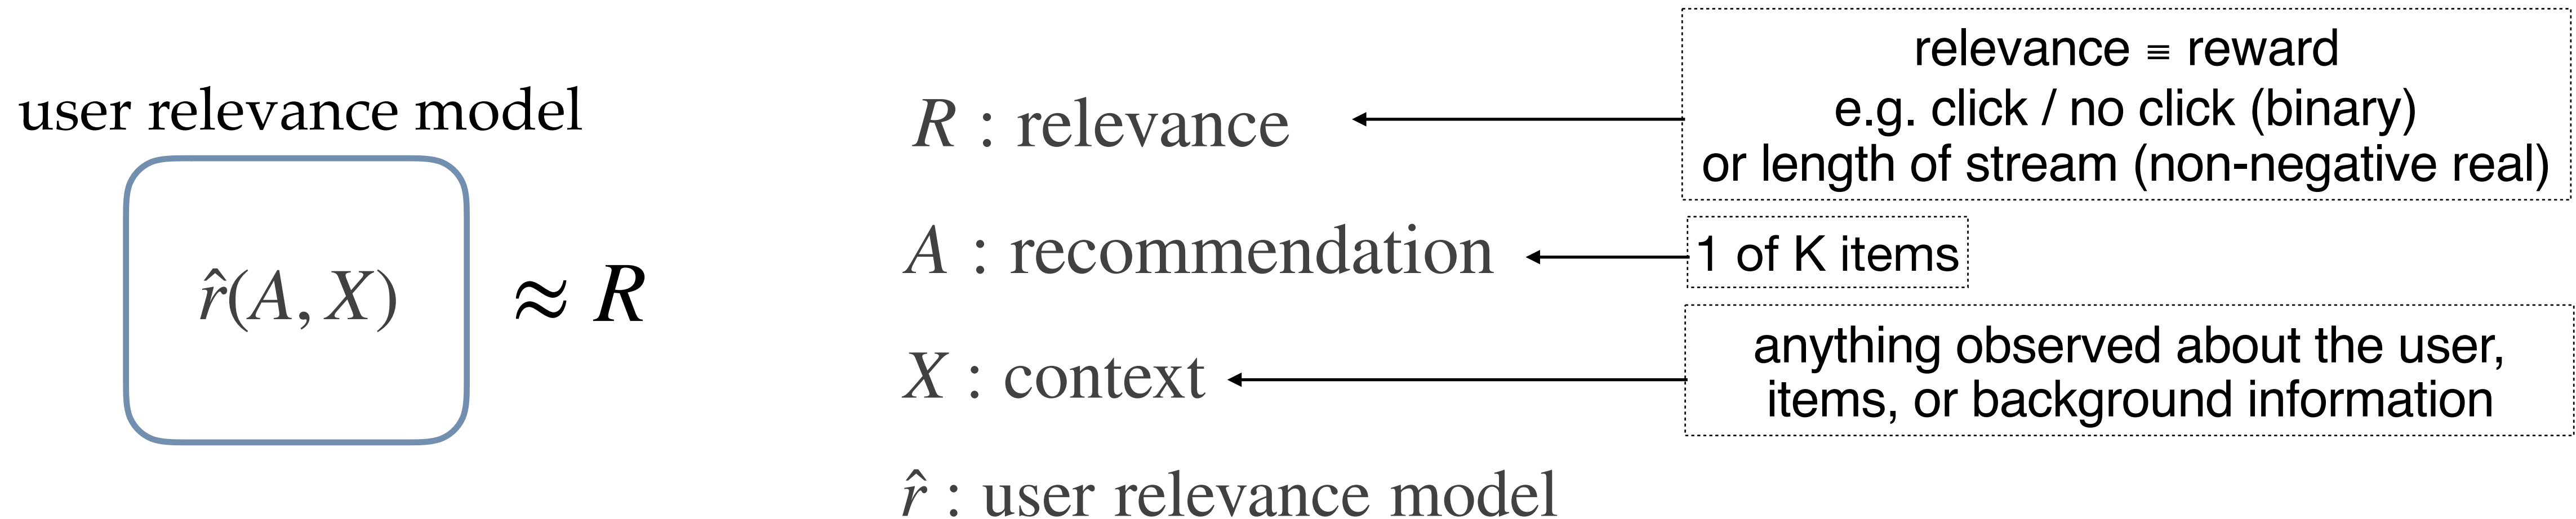 user relevance model
r̂(A, X)
≈ R
R : relevance
A : recommendation
X : context
r̂ : user relevance model
relevance ≡ reward
e.g. click / no click (binary)
or length of stream (non-negative real)
1 of K items
anything observed about the user,
items, or background information